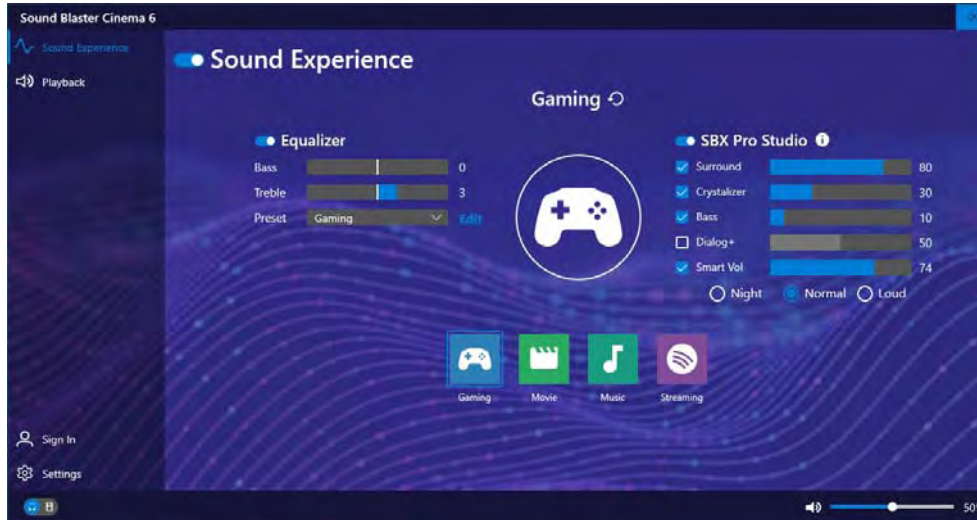 Sound Blaster Cinema 6
Sound Experience
Playback
Sound Experience
Gaming
Equalizer
Bass 0
Treble 3
Preset Gaming Edit
SBX Pro Studio
Surround 80
Crystalizer 30
Bass 10
Dialog+ 50
Smart Vol 74
Night Normal Loud
Gaming Movie Music Streaming
Sign In
Settings
50